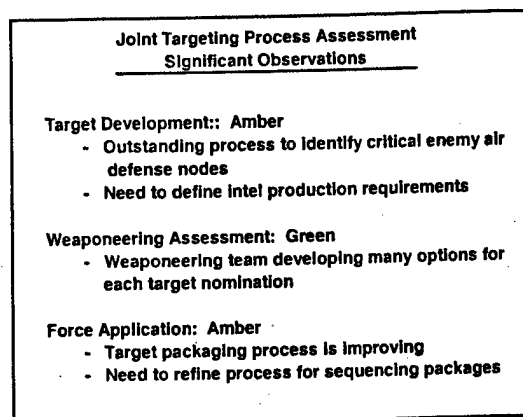 Joint Targeting Process Assessment
Significant Observations
Target Development:: Amber
- Outstanding process to identify critical enemy air
defense nodes
- Need to define intel production requirements
Weaponeering Assessment: Green
- Weaponeering team developing many options for
each target nomination
Force Application: Amber
- Target packaging process is improving
- Need to refine process for sequencing packages